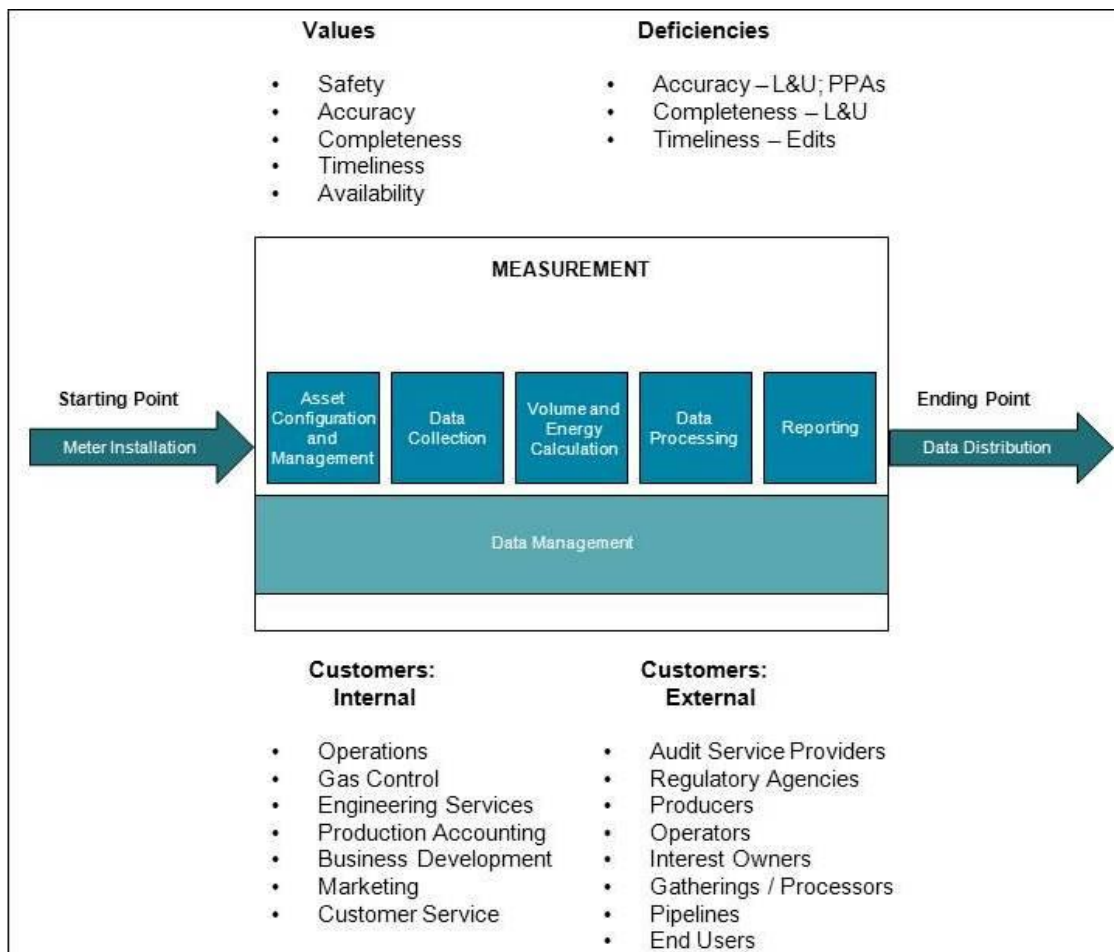 Values
• Safety
• Accuracy
• Completeness
• Timeliness
• Availability
Deficiencies
• Accuracy – L&U; PPAs
• Completeness – L&U
• Timeliness – Edits
MEASUREMENT
Starting Point
Meter Installation
Asset
Configuration
and
Management
Data
Collection
Volume and
Energy
Calculation
Data
Processing
Reporting
Ending Point
Data Distribution
Data Management
Customers:
Internal
• Operations
• Gas Control
• Engineering Services
• Production Accounting
• Business Development
• Marketing
• Customer Service
Customers:
External
• Audit Service Providers
• Regulatory Agencies
• Producers
• Operators
• Interest Owners
• Gatherings / Processors
• Pipelines
• End Users